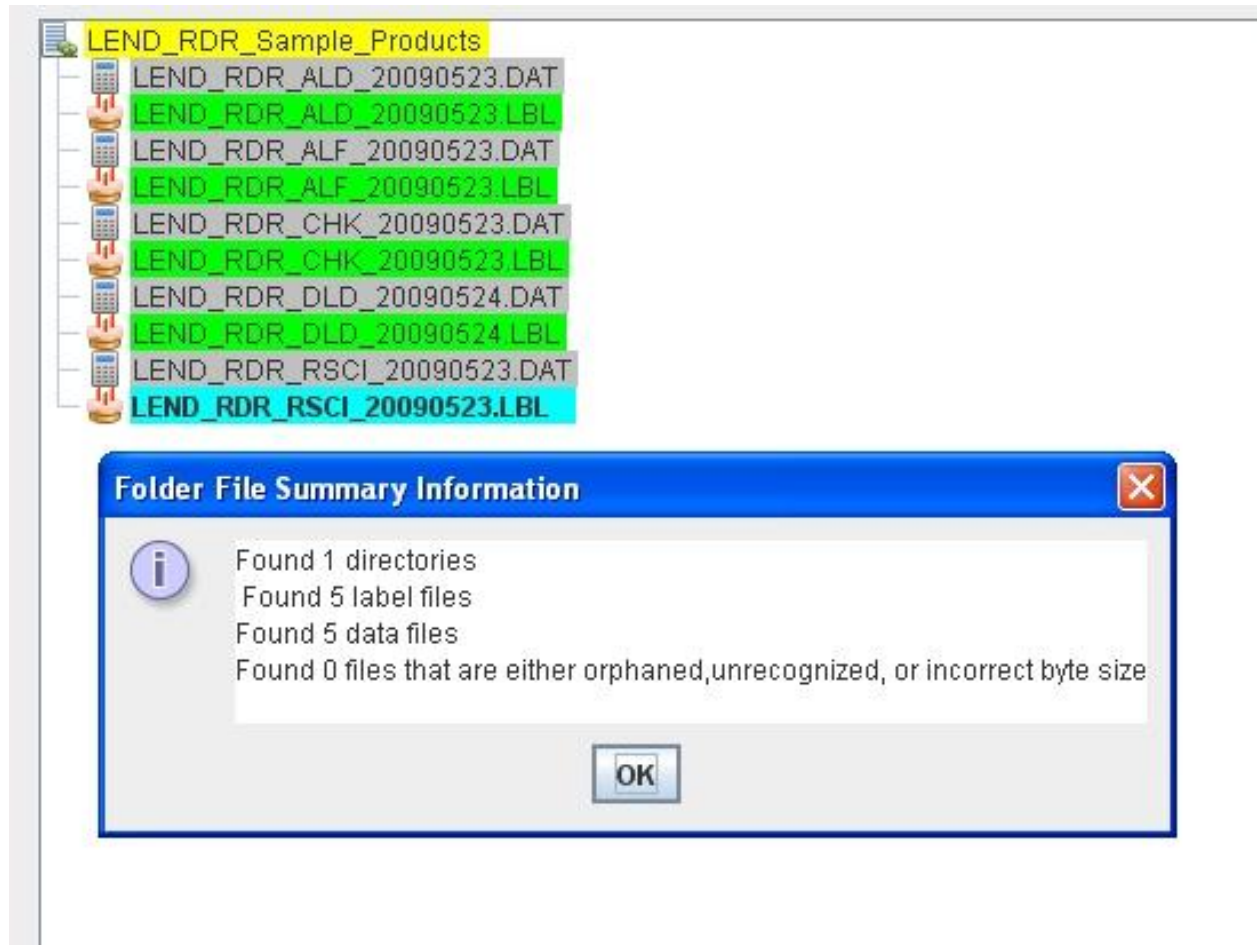 LEND_RDR_Sample_Products
LEND_RDR_ALD_20090523.DAT
LEND_RDR_ALD_20090523.LBL
LEND_RDR_ALF_20090523.DAT
LEND_RDR_ALF_20090523.LBL
LEND_RDR_CHK_20090523.DAT
LEND_RDR_CHK_20090523.LBL
LEND_RDR_DLD_20090524.DAT
LEND_RDR_DLD_20090524.LBL
LEND_RDR_RSCI_20090523.DAT
LEND_RDR_RSCI_20090523.LBL
Folder File Summary Information
Found 1 directories
Found 5 label files
Found 5 data files
Found 0 files that are either orphaned,unrecognized, or incorrect byte size
OK